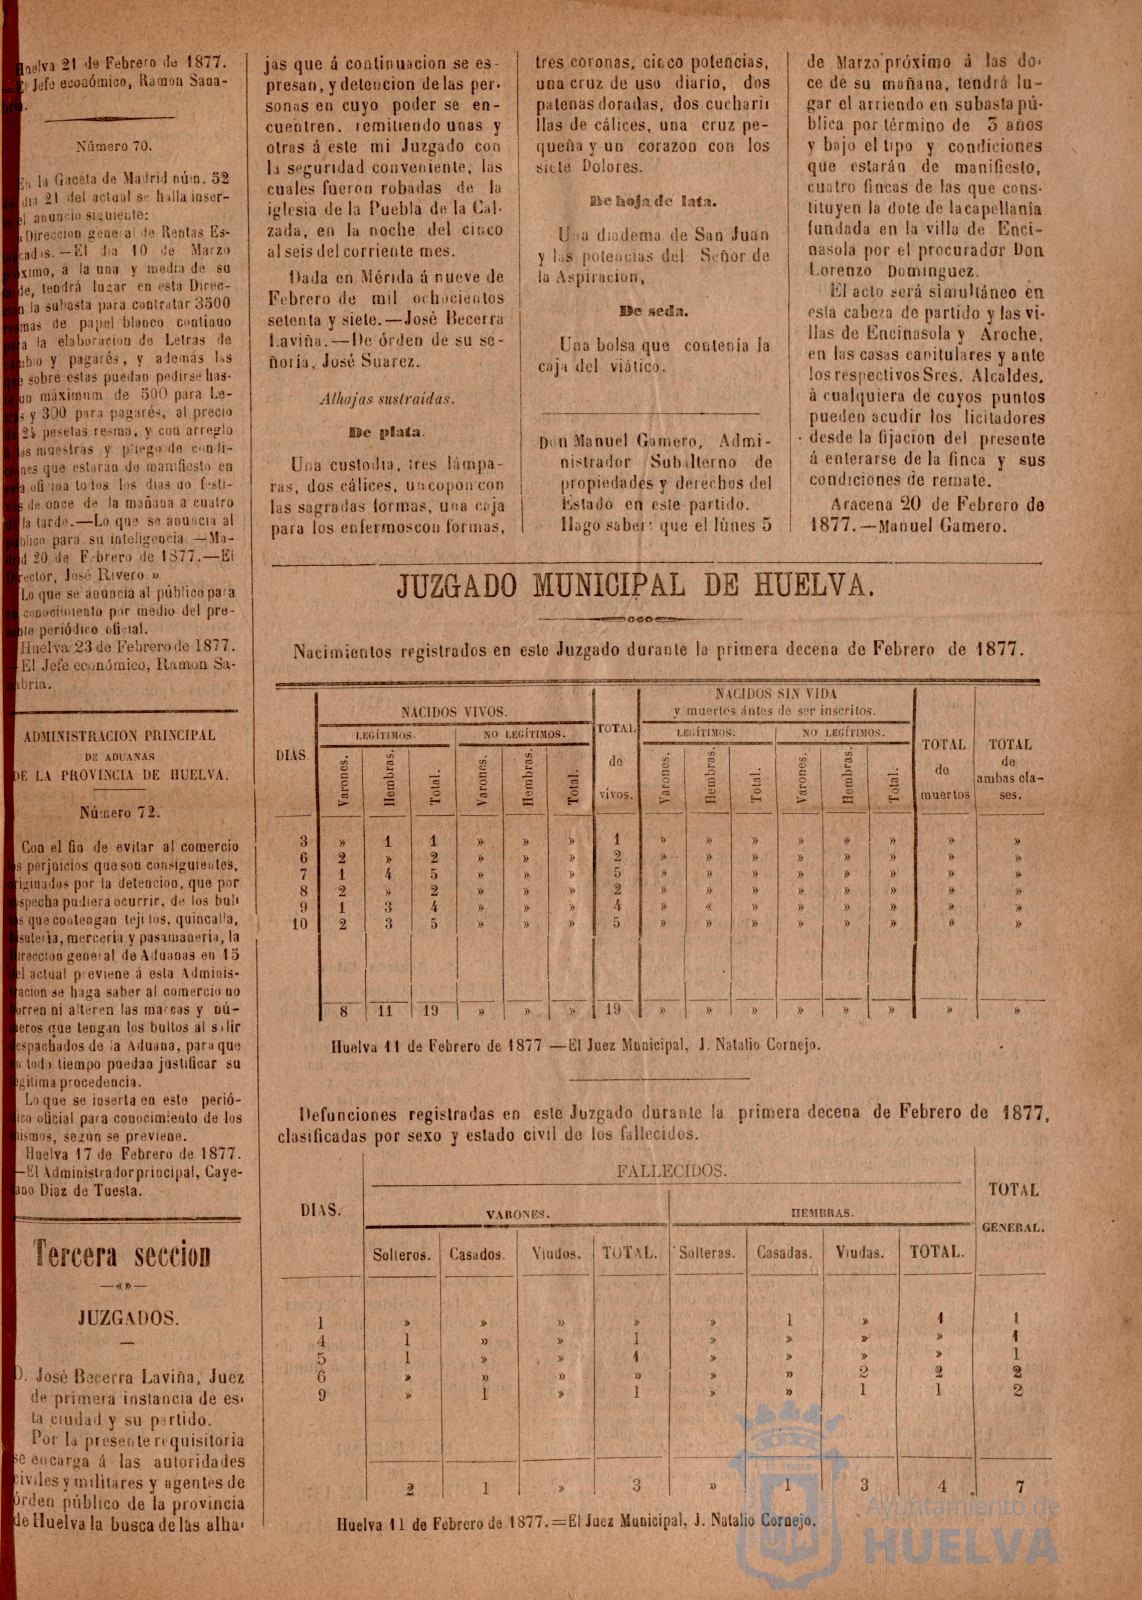 Huelva 21 de Febrero de 1877.
El Jefe económico, Ramon Sana-
Número 70.
En la Gaceta de Madrid núm. 52
dia 21 del actual se halla inser-
el anuncio siguiente:
«Direccion general de Rentas Es-
cadas.—El dia 10 de Marzo
óximo, á la una y media de su
de, tendrá lugar en esta Direc-
cion la subasta para contratar 3500
resmas de papel blanco continuo
para la elaboracion de Letras de
cambio y pagarés, y además las
que sobre estas puedan pedirse has-
ta un máximum de 500 para Le-
tras y 300 para pagarés, al precio
de 24 pesetas resma, y con arreglo
á las muestras y pliego de condi-
ciones que estarán de manifiesto en
esta oficina todos los dias no festi-
vos de once de la mañana á cuatro
de la tarde.—Lo que se anuncia al
público para su inteligencia.—Ma-
drid 20 de Febrero de 1877.—El
Director, José Rivero.»
Lo que se anuncia al público para
su conocimiento por medio del pre-
sente periódico oficial.
Huelva 23 de Febrero de 1877.
—El Jefe económico, Ramon Sa-
nabria.
ADMINISTRACION PRINCIPAL
DE ADUANAS
DE LA PROVINCIA DE HUELVA.
Número 72.
Con el fin de evitar al comercio
los perjuicios que son consiguientes,
originados por la detencion, que por
sospecha pudiera ocurrir, de los bul-
tos que contengan tejidos, quincalla,
bisuteria, merceria y pasamaneria, la
Direccion general de Aduanas en 15
del actual previene á esta Adminis-
tracion se haga saber al comercio no
borren ni alteren las marcas y nú-
meros que tengan los bultos al salir
despachados de la Aduana, para que
en todo tiempo puedan justificar su
legítima procedencia.
Lo que se inserta en este perió-
dico oficial para conocimiento de los
mismos, segun se previene.
Huelva 17 de Febrero de 1877.
—El Administrador principal, Caye-
tano Diaz de Tuesta.
Tercera seccion
—«»—
JUZGADOS.
D. José Becerra Laviña, Juez
de primera instancia de es-
ta ciudad y su partido.
Por la presente requisitoria
se encarga á las autoridades
civiles y militares y agentes de
órden público de la provincia
de Huelva la busca de las alha-
jas que á continuacion se es-
presan, y detencion de las per-
sonas en cuyo poder se en-
cuentren, remitiendo unas y
otras á este mi Juzgado con
la seguridad conveniente, las
cuales fueron robadas de la
iglesia de la Puebla de la Cal-
zada, en la noche del cinco
al seis del corriente mes.
Dada en Mérida á nueve de
Febrero de mil ochocientos
setenta y siete.—José Becerra
Laviña.—De órden de su se-
ñoria, José Suarez.
Alhajas sustraidas.
De plata.
Una custodia, tres lámpa-
ras, dos cálices, un copon con
las sagradas formas, una caja
para los enfermos con formas,
tres coronas, cinco potencias,
una cruz de uso diario, dos
patenas doradas, dos cuchari
llas de cálices, una cruz pe-
queña y un corazon con los
siete Dolores.
De hoja de lata.
Una diadema de San Juan
y las potencias del Señor de
la Aspiracion,
De seda.
Una bolsa que contenia la
caja del viático.
Don Manuel Gamero, Admi-
nistrador Subalterno de
propiedades y derechos del
Estado en este partido.
Hago saber: que el lúnes 5
de Marzo próximo á las do-
ce de su mañana, tendrá lu-
gar el arriendo en subasta pú-
blica por término de 3 años
y bajo el tipo y condiciones
que estarán de manifiesto,
cuatro fincas de las que cons-
tituyen la dote de la capellania
fundada en la villa de Enci-
nasola por el procurador Don
Lorenzo Dominguez.
El acto será simultáneo en
esta cabeza de partido y las vi-
llas de Encinasola y Aroche,
en las casas capitulares y ante
los respectivos Sres. Alcaldes,
á cualquiera de cuyos puntos
pueden acudir los licitadores
desde la fijacion del presente
á enterarse de la finca y sus
condiciones de remate.
Aracena 20 de Febrero de
1877.—Manuel Gamero.
JUZGADO MUNICIPAL DE HUELVA.
Nacimientos registrados en este Juzgado durante la primera decena de Febrero de 1877.
DIAS. NACIDOS VIVOS. TOTAL de vivos. NACIDOS SIN VIDA y muertos ántes de ser inscritos. TOTAL de muertos TOTAL de ambas cla-ses.
LEGÍTIMOS. NO LEGÍTIMOS. LEGÍTIMOS. NO LEGÍTIMOS.
Varones. Hembras. Total. Varones. Hembras. Total. Varones. Hembras. Total. Varones. Hembras. Total.
3 » 1 1 » » » 1 » » » » » » » »
6 2 » 2 » » » 2 » » » » » » » »
7 1 4 5 » » » 5 » » » » » » » »
8 2 » 2 » » » 2 » » » » » » » »
9 1 3 4 » » » 4 » « » » » » » »
10 2 3 5 » » » 5 » » » » » » » »
8 11 19 » » » 19 » » » » » » » »
Huelva 11 de Febrero de 1877 —El Juez Municipal, J. Natalio Cornejo.
Defunciones registradas en este Juzgado durante la primera decena de Febrero de 1877,
clasificadas por sexo y estado civil de los fallecidos.
DIAS. FALLECIDOS. TOTAL GENERAL.
VARONES. HEMBRAS.
Solteros. Casados. Viudos. TOTAL. Solteras. Casadas. Viudas. TOTAL.
1 » » » » » 1 » 1 1
4 1 » » 1 » » » » 1
5 1 » » 1 » » » » 1
6 » » » » » » 2 2 2
9 » 1 » 1 » » 1 1 2
2 1 » 3 » 1 3 4 7
Huelva 11 de Febrero de 1877.=El Juez Municipal, J. Natalio Cornejo.
Ayuntamiento de
HUELVA